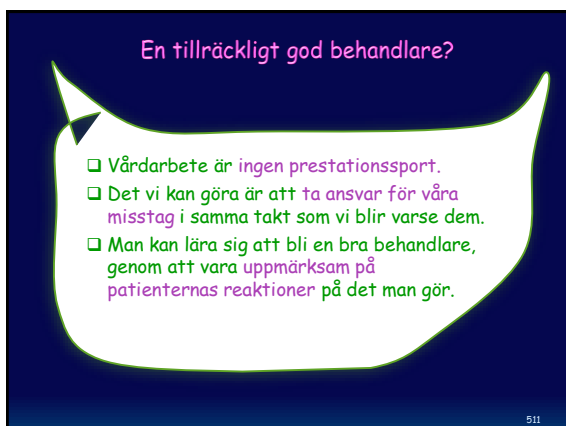 En tillräckligt god behandlare?
❑ Vårdarbete är ingen prestationssport.
❑ Det vi kan göra är att ta ansvar för våra
misstag i samma takt som vi blir varse dem.
❑ Man kan lära sig att bli en bra behandlare,
genom att vara uppmärksam på
patienternas reaktioner på det man gör.
511